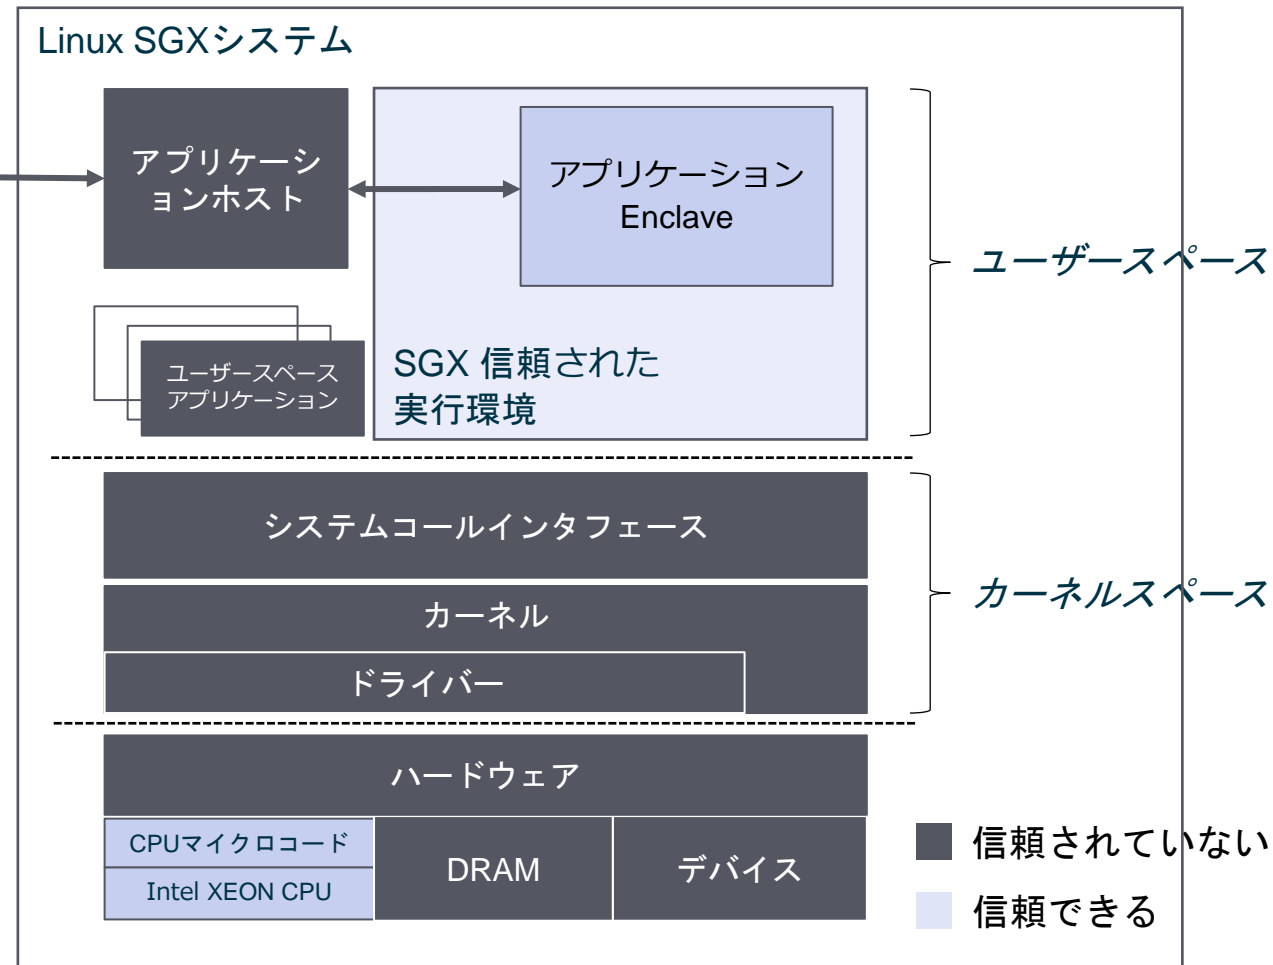 Linux SGXシステム
アプリケーシ
ョンホスト
アプリケーション
Enclave
ユーザースペース
ユーザースペース
アプリケーション
SGX 信頼された
実行環境
システムコールインタフェース
カーネルスペース
カーネル
ドライバー
ハードウェア
CPUマイクロコード
Intel XEON CPU
DRAM
デバイス
信頼されていない
信頼できる